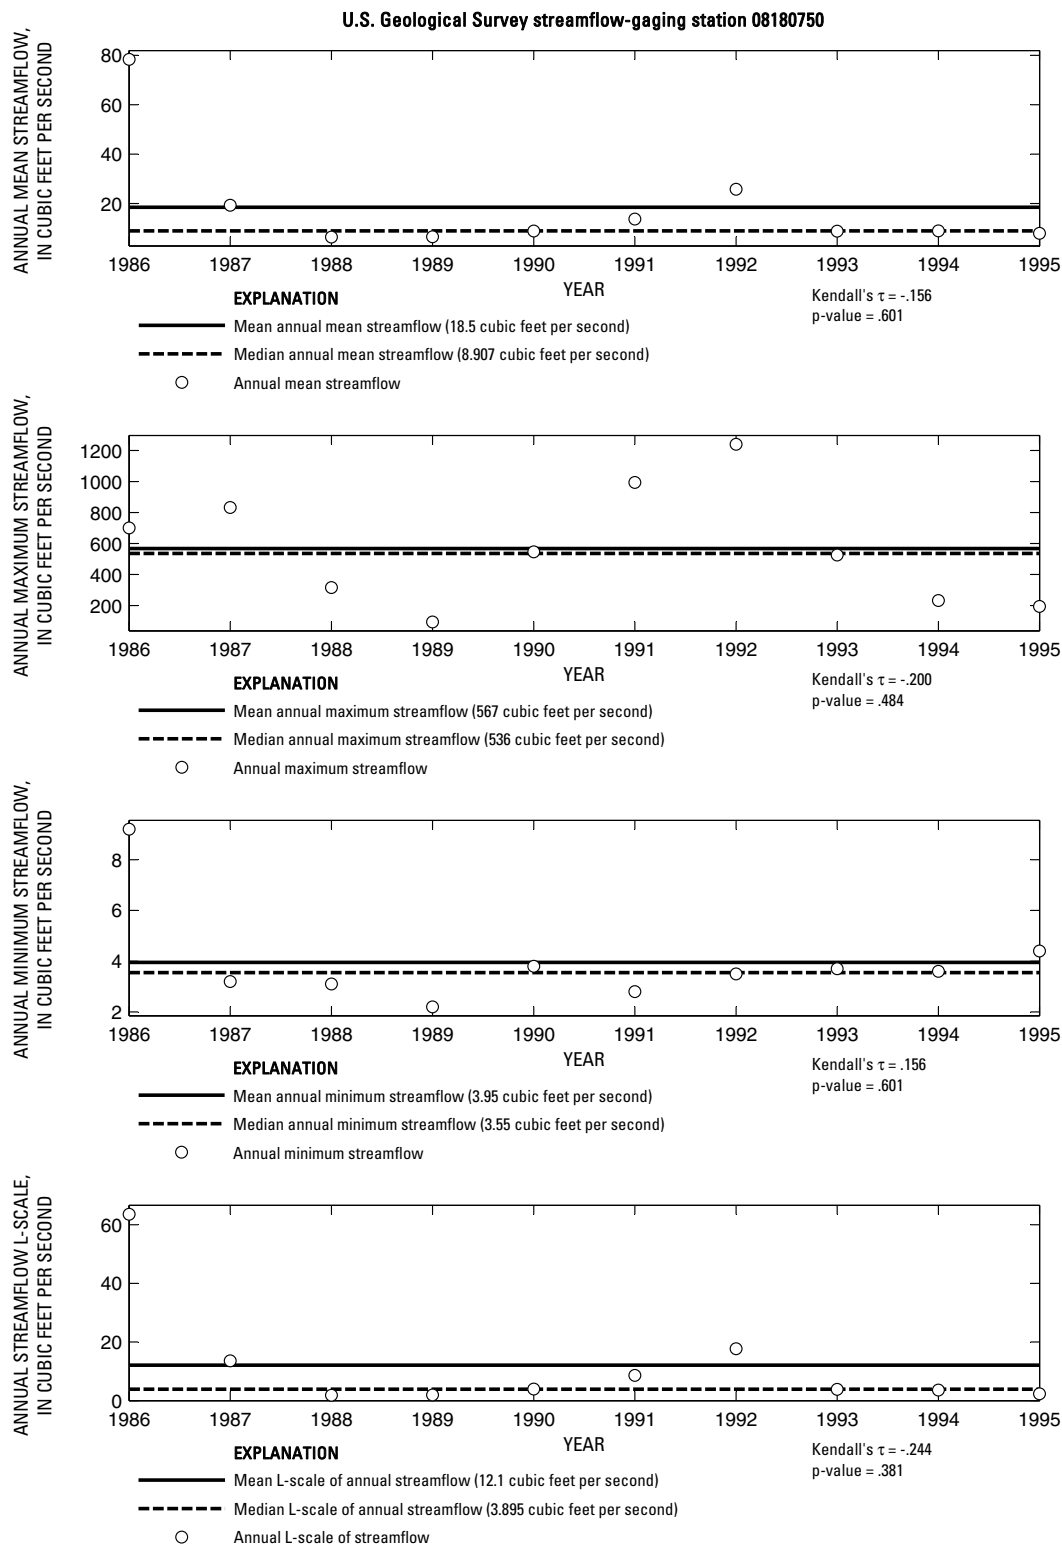 U.S. Geological Survey streamflow-gaging station 08180750
ANNUAL MEAN STREAMFLOW,
IN CUBIC FEET PER SECOND
80
60
40
20
1986 1987 1988 1989 1990 1991 1992 1993 1994 1995
YEAR
EXPLANATION
Mean annual mean streamflow (18.5 cubic feet per second)
Median annual mean streamflow (8.907 cubic feet per second)
Annual mean streamflow
Kendall's τ = -.156
p-value = .601
ANNUAL MAXIMUM STREAMFLOW,
IN CUBIC FEET PER SECOND
1200
1000
800
600
400
200
1986 1987 1988 1989 1990 1991 1992 1993 1994 1995
YEAR
EXPLANATION
Mean annual maximum streamflow (567 cubic feet per second)
Median annual maximum streamflow (536 cubic feet per second)
Annual maximum streamflow
Kendall's τ = -.200
p-value = .484
ANNUAL MINIMUM STREAMFLOW,
IN CUBIC FEET PER SECOND
8
6
4
2
1986 1987 1988 1989 1990 1991 1992 1993 1994 1995
YEAR
EXPLANATION
Mean annual minimum streamflow (3.95 cubic feet per second)
Median annual minimum streamflow (3.55 cubic feet per second)
Annual minimum streamflow
Kendall's τ = .156
p-value = .601
ANNUAL STREAMFLOW L-SCALE,
IN CUBIC FEET PER SECOND
60
40
20
0
1986 1987 1988 1989 1990 1991 1992 1993 1994 1995
YEAR
EXPLANATION
Mean L-scale of annual streamflow (12.1 cubic feet per second)
Median L-scale of annual streamflow (3.895 cubic feet per second)
Annual L-scale of streamflow
Kendall's τ = -.244
p-value = .381